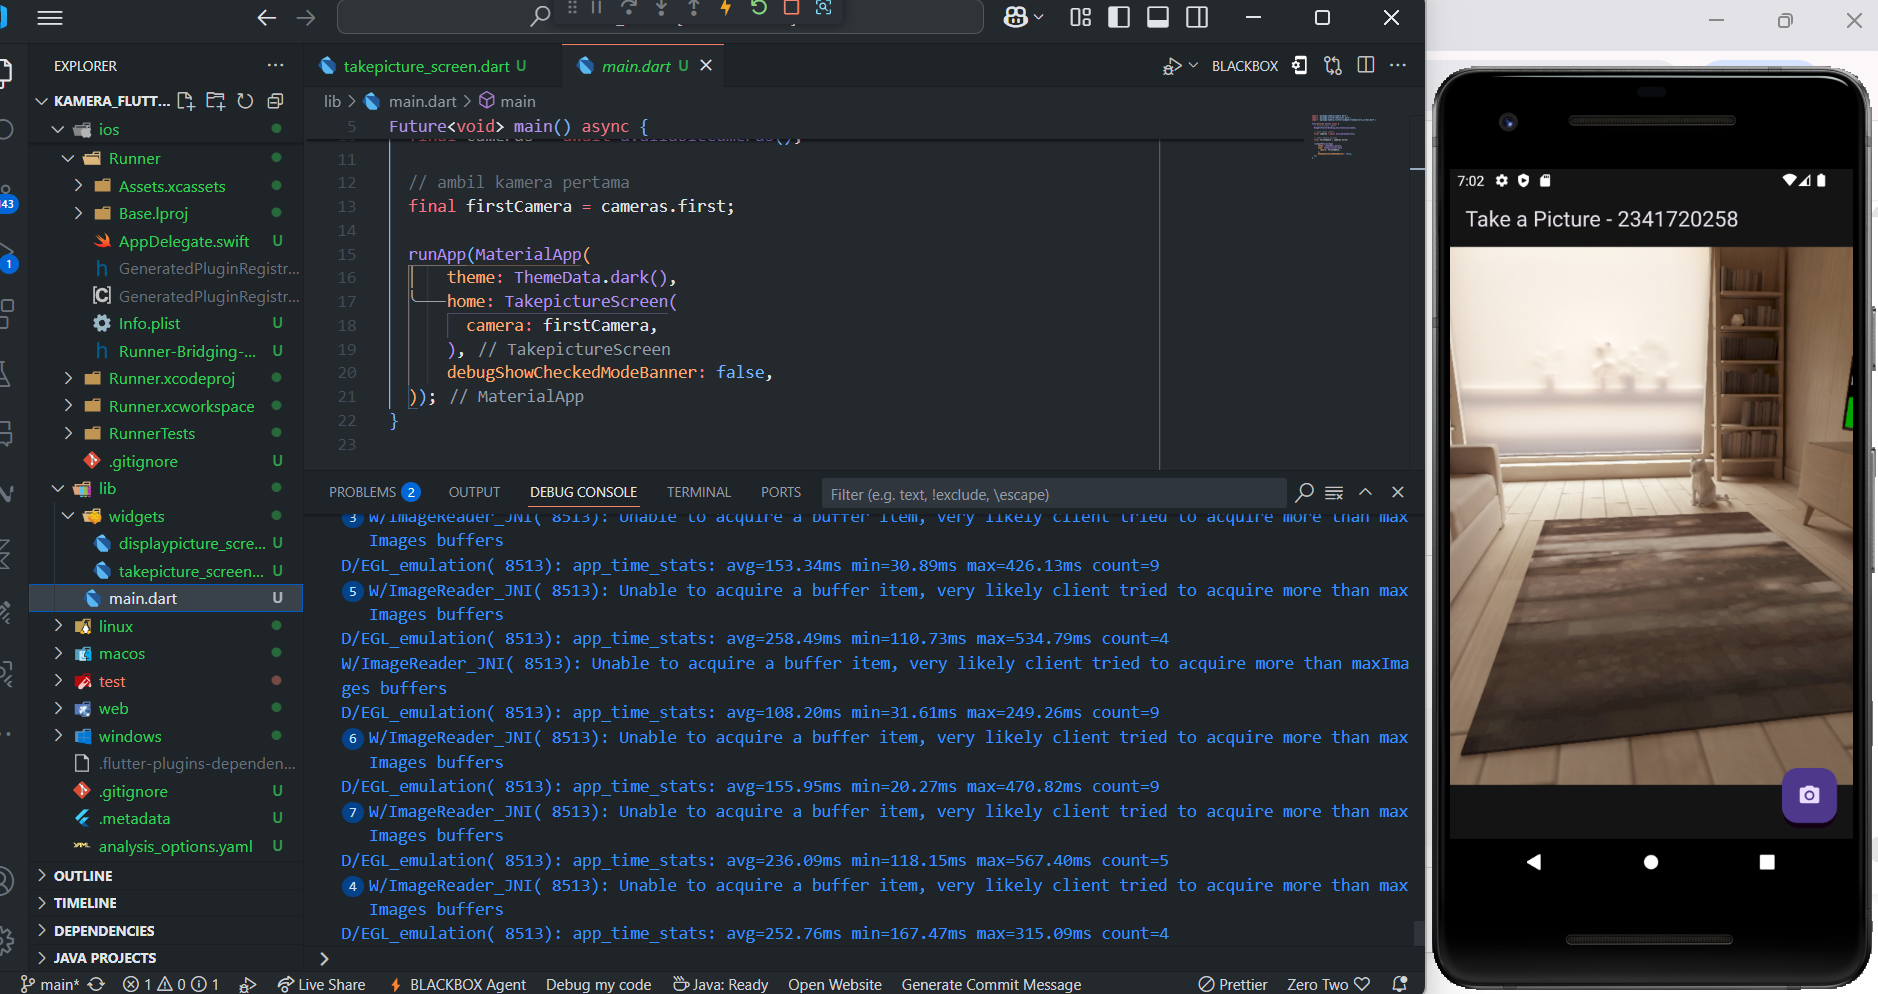 EXPLORER
KAMERA_FLUTT...
ios
Runner
Assets.xcassets
Base.lproj
AppDelegate.swift U
GeneratedPluginRegistr...
GeneratedPluginRegistr...
Info.plist U
Runner-Bridging-... U
Runner.xcodeproj
Runner.xcworkspace
RunnerTests
.gitignore U
lib
widgets
displaypicture_scre... U
takepicture_screen... U
main.dart U
linux
macos
test
web
windows
.flutter-plugins-dependen...
.gitignore U
.metadata U
analysis_options.yaml U
OUTLINE
TIMELINE
DEPENDENCIES
JAVA PROJECTS
43
1
takepicture_screen.dart U
main.dart U
BLACKBOX
lib > main.dart > main
5 Future<void> main() async {
11
12 // ambil kamera pertama
13 final firstCamera = cameras.first;
14
15 runApp(MaterialApp(
16 theme: ThemeData.dark(),
17 home: TakepictureScreen(
18 camera: firstCamera,
19 ), // TakepictureScreen
20 debugShowCheckedModeBanner: false,
21 )); // MaterialApp
22 }
23
PROBLEMS 2 OUTPUT DEBUG CONSOLE TERMINAL PORTS Filter (e.g. text, !exclude, \escape)
3 W/ImageReader_JNI( 8513): Unable to acquire a buffer item, very likely client tried to acquire more than max
Images buffers
D/EGL_emulation( 8513): app_time_stats: avg=153.34ms min=30.89ms max=426.13ms count=9
5 W/ImageReader_JNI( 8513): Unable to acquire a buffer item, very likely client tried to acquire more than max
Images buffers
D/EGL_emulation( 8513): app_time_stats: avg=258.49ms min=110.73ms max=534.79ms count=4
W/ImageReader_JNI( 8513): Unable to acquire a buffer item, very likely client tried to acquire more than maxIma
ges buffers
D/EGL_emulation( 8513): app_time_stats: avg=108.20ms min=31.61ms max=249.26ms count=9
6 W/ImageReader_JNI( 8513): Unable to acquire a buffer item, very likely client tried to acquire more than max
Images buffers
D/EGL_emulation( 8513): app_time_stats: avg=155.95ms min=20.27ms max=470.82ms count=9
7 W/ImageReader_JNI( 8513): Unable to acquire a buffer item, very likely client tried to acquire more than max
Images buffers
D/EGL_emulation( 8513): app_time_stats: avg=236.09ms min=118.15ms max=567.40ms count=5
4 W/ImageReader_JNI( 8513): Unable to acquire a buffer item, very likely client tried to acquire more than max
Images buffers
D/EGL_emulation( 8513): app_time_stats: avg=252.76ms min=167.47ms max=315.09ms count=4
main* 1 0 1 Live Share BLACKBOX Agent Debug my code Java: Ready Open Website Generate Commit Message Prettier Zero Two
7:02
Take a Picture - 2341720258